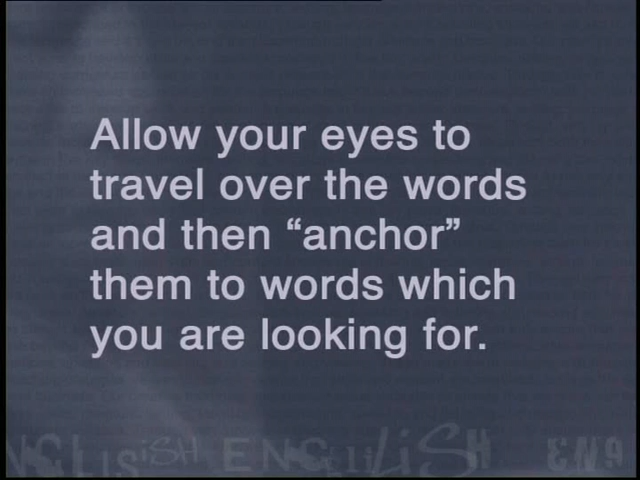 Allow your eyes to
travel over the words
and then “anchor”
them to words which
you are looking for.